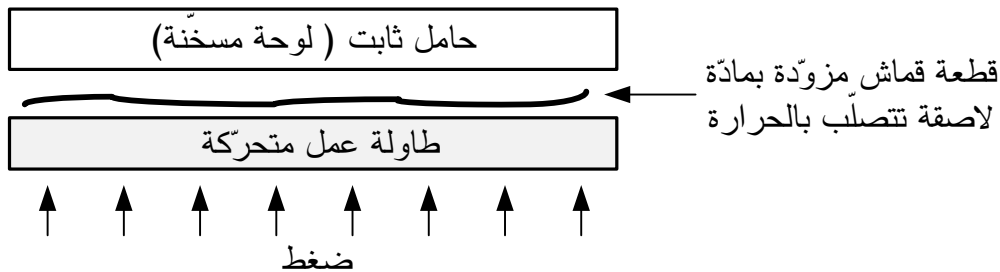 حامل ثابت ( لوحة مسخّنة)
قطعة قماش مزوّدة بمادّة
لاصقة تتصلّب بالحرارة
طاولة عمل متحرّكة
ضغط